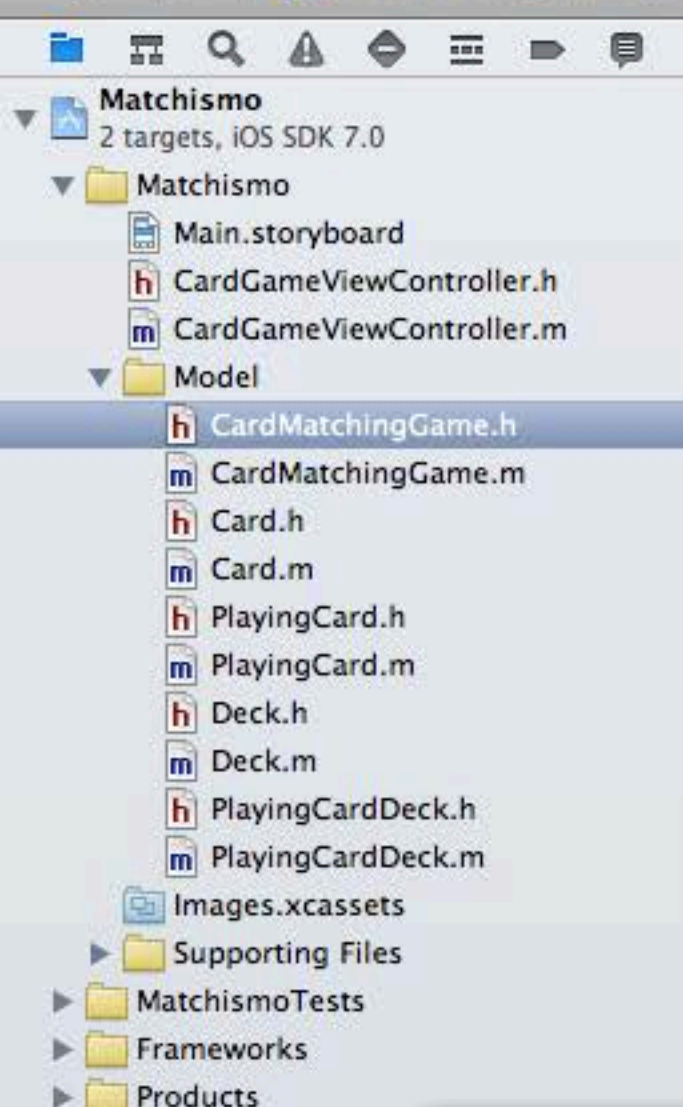 Matchismo
2 targets, iOS SDK 7.0
Matchismo
Main.storyboard
h CardGameViewController.h
m CardGameViewController.m
Model
h CardMatchingGame.h
m CardMatchingGame.m
h Card.h
m Card.m
h PlayingCard.h
m PlayingCard.m
h Deck.h
m Deck.m
h PlayingCardDeck.h
m PlayingCardDeck.m
Images.xcassets
Supporting Files
MatchismoTests
Frameworks
Products